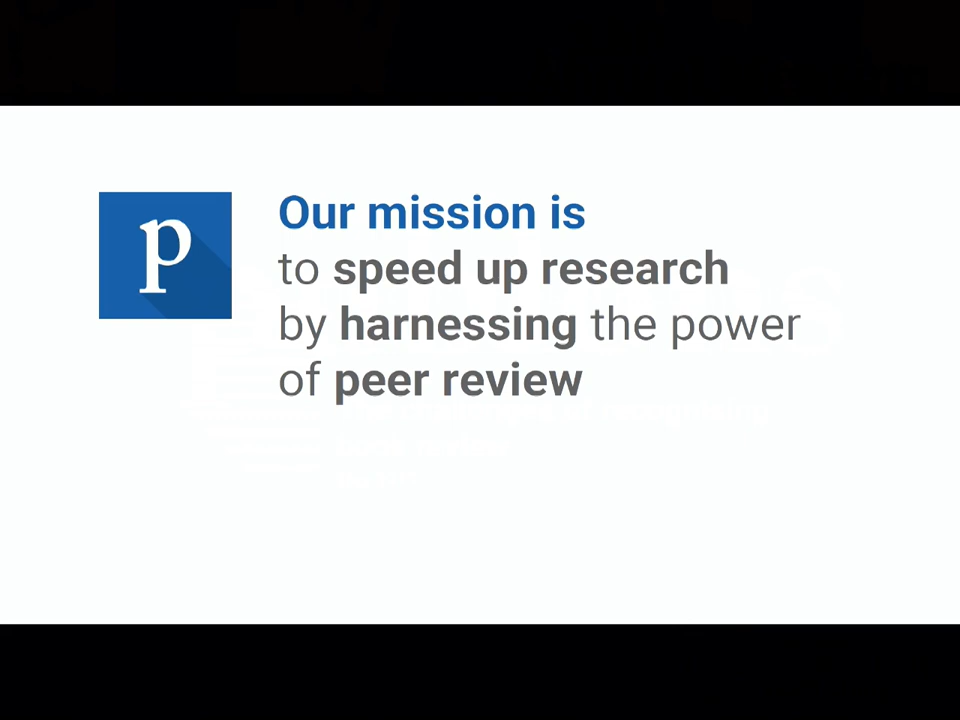 p
Our mission is
to speed up research
by harnessing the power
of peer review